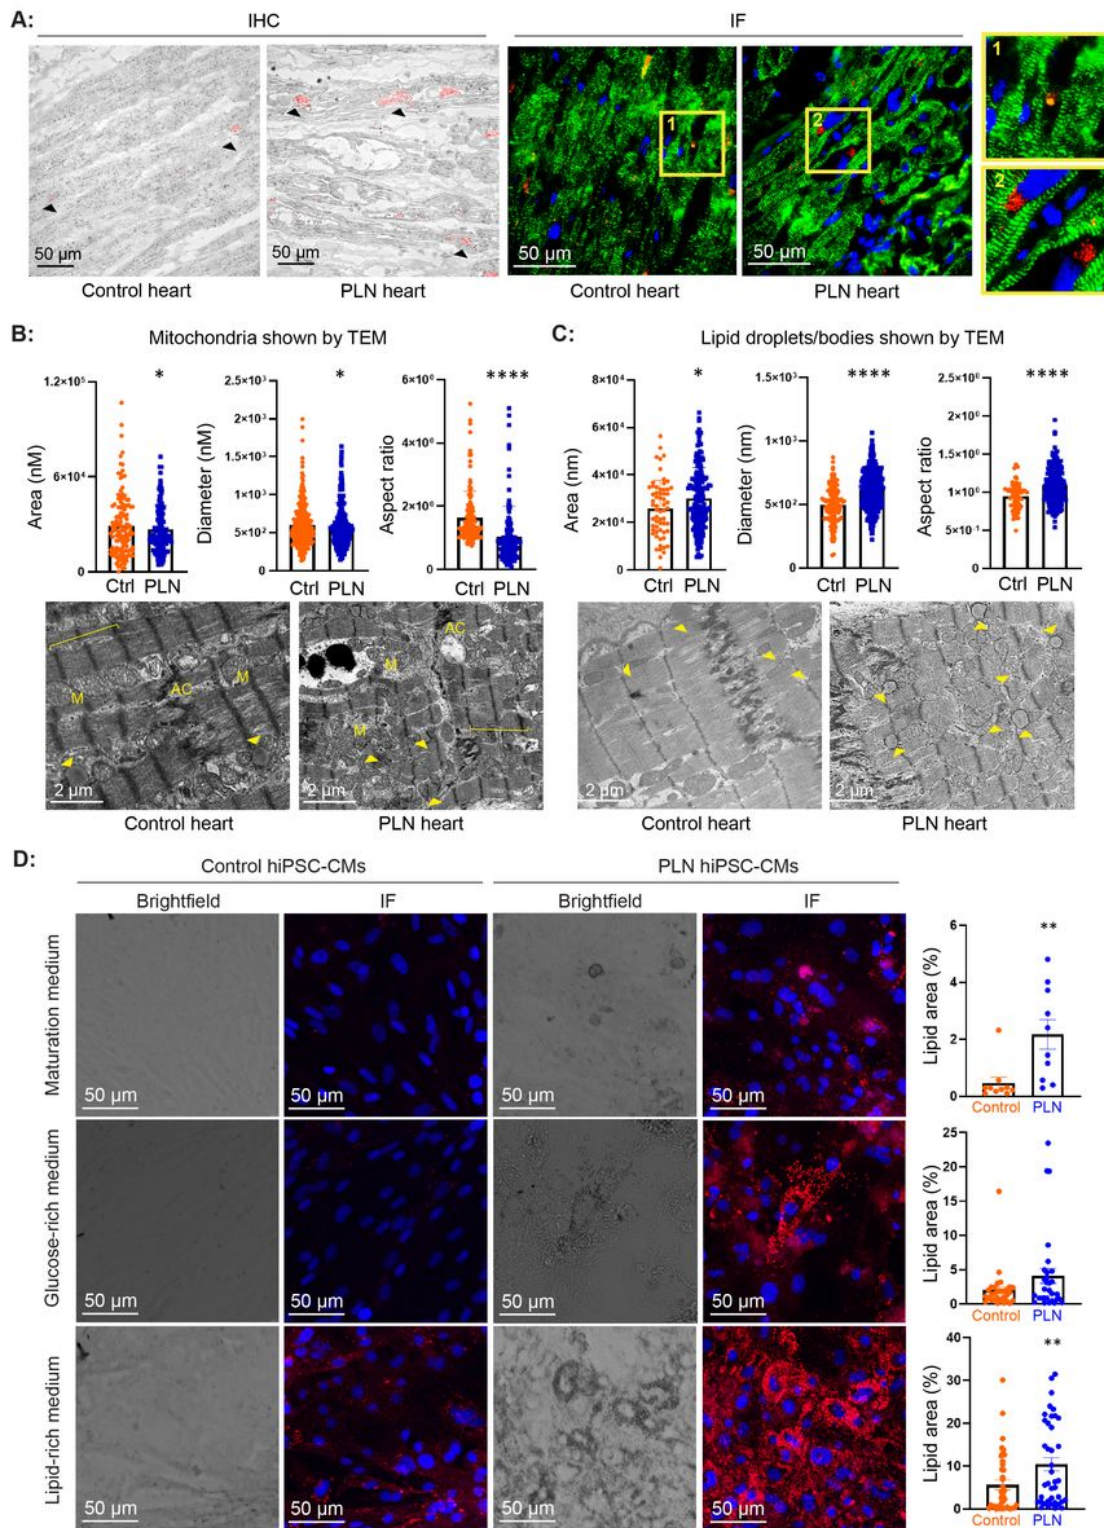 A:
IHC
IF
50 µm
50 µm
50 µm
50 µm
1
2
1
2
Control heart
PLN heart
Control heart
PLN heart
B:
Mitochondria shown by TEM
Area (nM)
1.2×10⁵
6×10⁴
0
*
Ctrl PLN
Diameter (nM)
2.5×10³
2×10³
1.5×10³
1×10³
5×10²
0
*
Ctrl PLN
Aspect ratio
6×10⁰
4×10⁰
2×10⁰
0
****
Ctrl PLN
M
AC
M
2 µm
AC
M
M
2 µm
Control heart
PLN heart
C:
Lipid droplets/bodies shown by TEM
Area (nm)
8×10⁴
6×10⁴
4×10⁴
2×10⁴
0
*
Ctrl PLN
Diameter (nm)
1.5×10³
1×10³
5×10²
0
****
Ctrl PLN
Aspect ratio
2×10⁰
1.5×10⁰
1×10⁰
5×10⁻¹
0
****
Ctrl PLN
2 µm
2 µm
Control heart
PLN heart
D:
Control hiPSC-CMs
PLN hiPSC-CMs
Brightfield
IF
Brightfield
IF
Maturation medium
50 µm
50 µm
50 µm
50 µm
Lipid area (%)
6
4
2
0
**
Control PLN
Glucose-rich medium
50 µm
50 µm
50 µm
50 µm
Lipid area (%)
25
20
15
10
5
0
Control PLN
Lipid-rich medium
50 µm
50 µm
50 µm
50 µm
Lipid area (%)
40
30
20
10
0
**
Control PLN